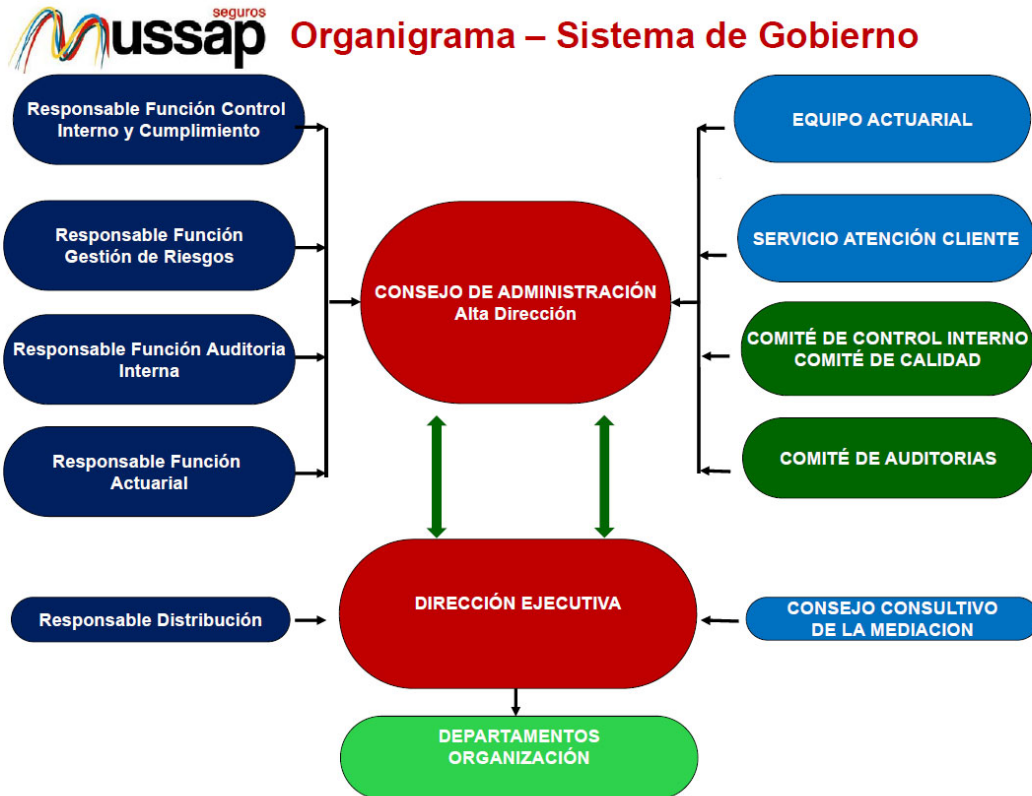 seguros
Mussap
Organigrama – Sistema de Gobierno
Responsable Función Control
Interno y Cumplimiento
Responsable Función
Gestión de Riesgos
Responsable Función Auditoria
Interna
Responsable Función
Actuarial
CONSEJO DE ADMINISTRACIÓN
Alta Dirección
EQUIPO ACTUARIAL
SERVICIO ATENCIÓN CLIENTE
COMITÉ DE CONTROL INTERNO
COMITÉ DE CALIDAD
COMITÉ DE AUDITORIAS
Responsable Distribución
DIRECCIÓN EJECUTIVA
CONSEJO CONSULTIVO
DE LA MEDIACION
DEPARTAMENTOS
ORGANIZACIÓN